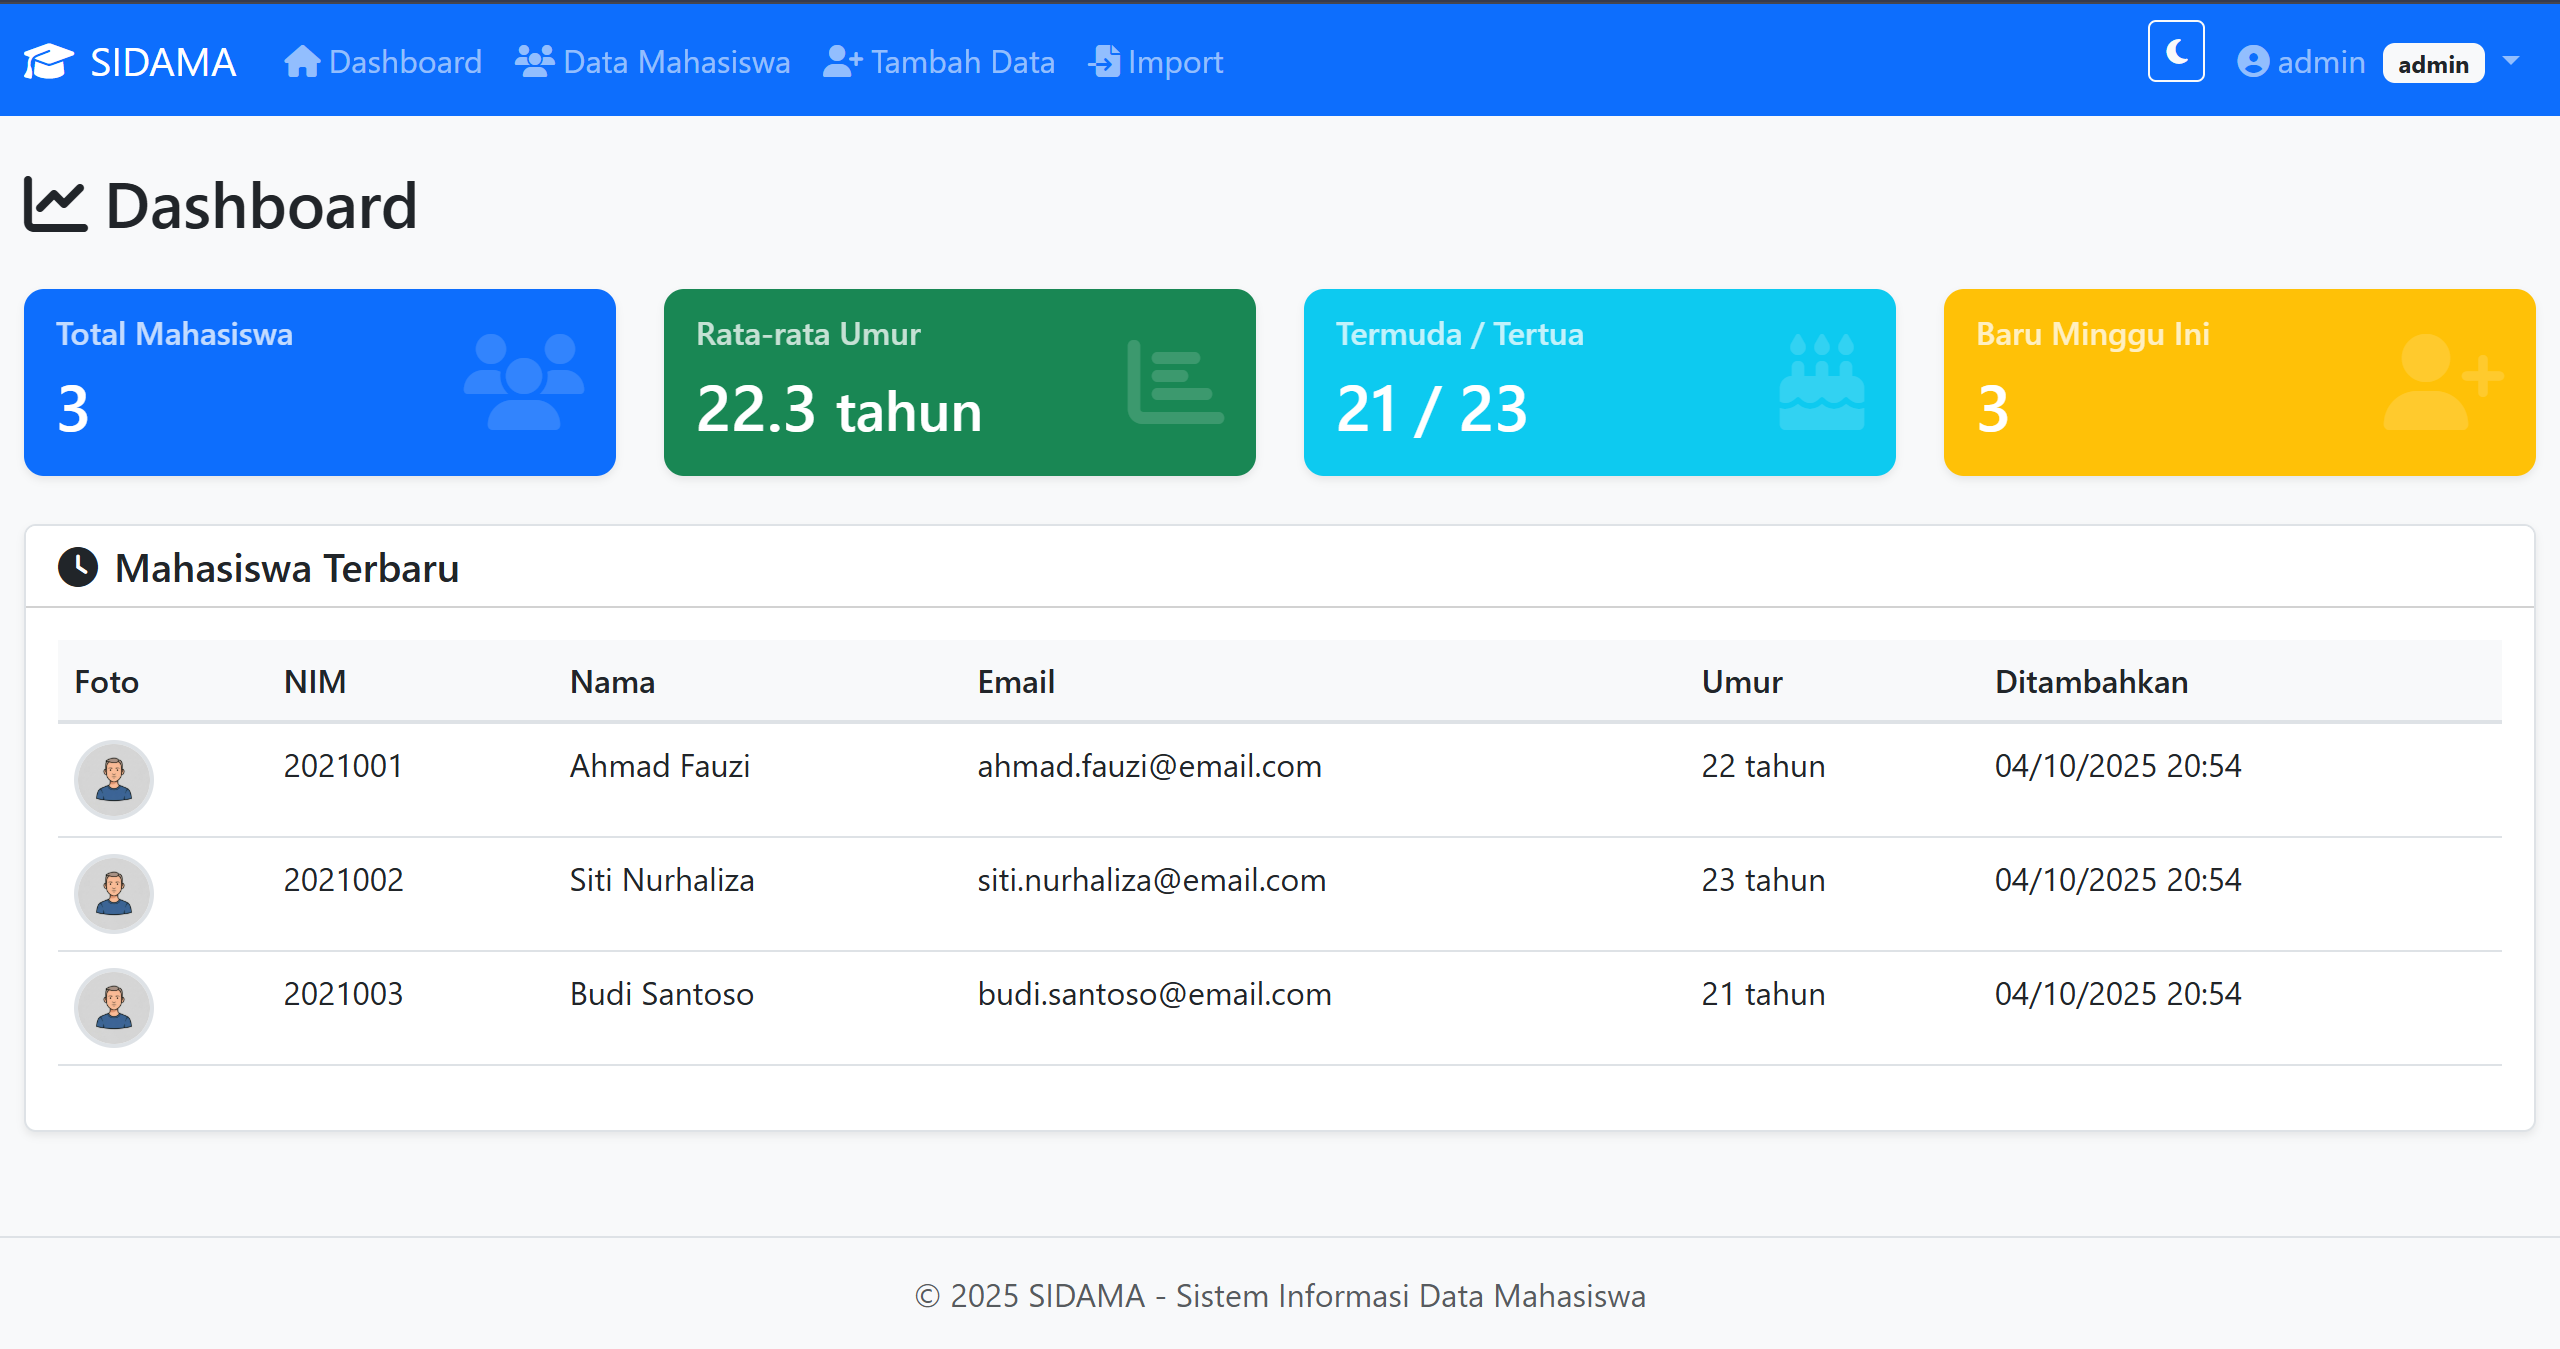 SIDAMA Dashboard Data Mahasiswa Tambah Data Import admin admin
Dashboard
Total Mahasiswa
3
Rata-rata Umur
22.3 tahun
Termuda / Tertua
21 / 23
Baru Minggu Ini
3
Mahasiswa Terbaru
Foto NIM Nama Email Umur Ditambahkan
2021001 Ahmad Fauzi ahmad.fauzi@email.com 22 tahun 04/10/2025 20:54
2021002 Siti Nurhaliza siti.nurhaliza@email.com 23 tahun 04/10/2025 20:54
2021003 Budi Santoso budi.santoso@email.com 21 tahun 04/10/2025 20:54
© 2025 SIDAMA - Sistem Informasi Data Mahasiswa